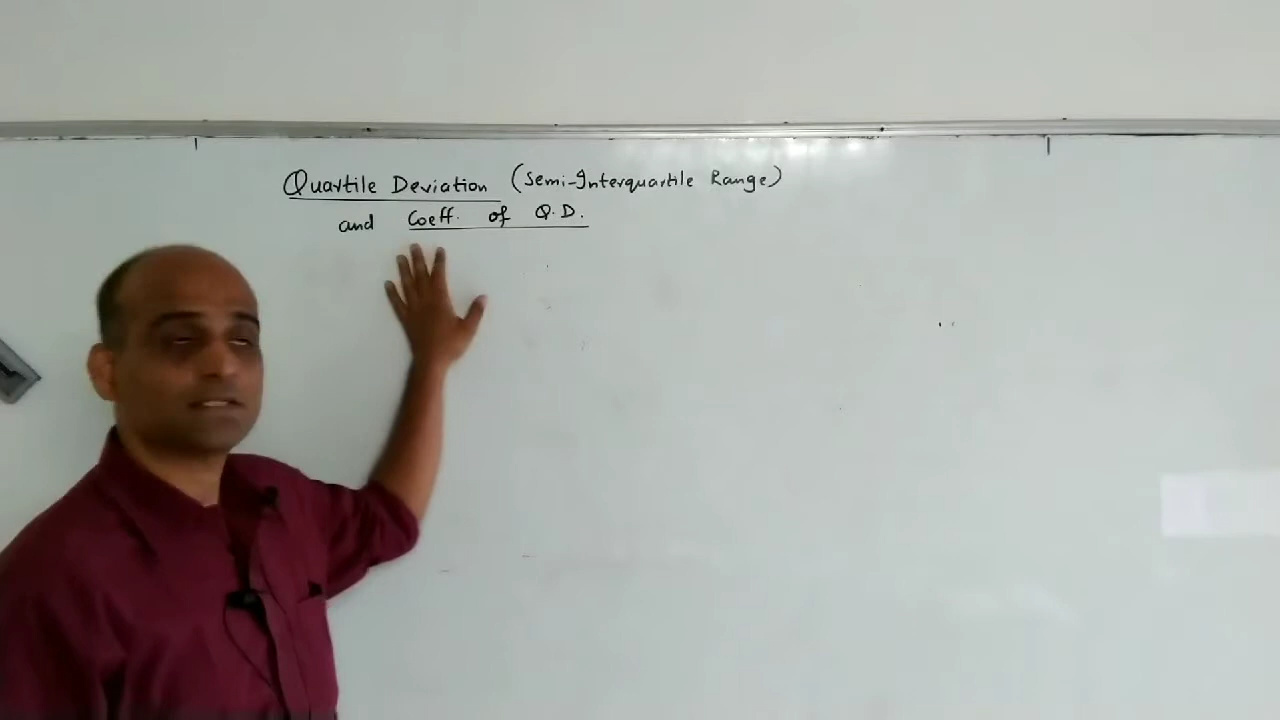 Quartile Deviation (Semi-Interquartile Range)
and Coeff. of Q.D.